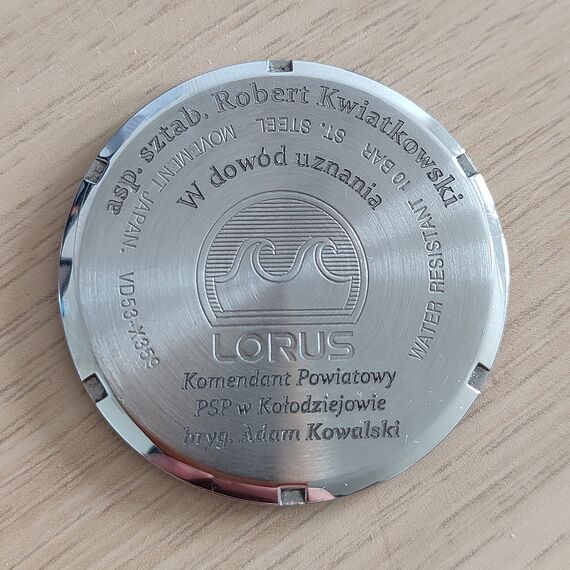 asp. sztab. Robert Kwiatkowski
WATER RESISTANT 10 BAR ST. STEEL MOVEMENT JAPAN. VD53-X359
W dowód uznania
LORUS
Komendant Powiatowy
PSP w Kołodziejowie
bryg. Adam Kowalski